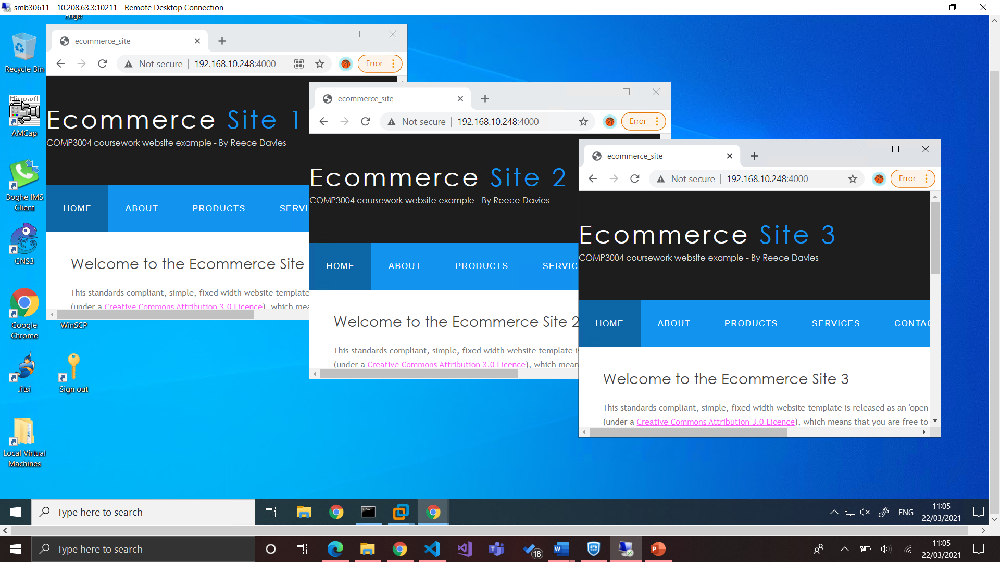 smb30611 - 10.208.63.3:10211 - Remote Desktop Connection
Edge
Recycle Bin
Microsoft
AMCap
Boghe IMS
Client
GNS3
Google
Chrome
WinSCP
Jitsi
Sign out
Local Virtual
Machines
ecommerce_site
Not secure | 192.168.10.248:4000
Error
Ecommerce Site 1
COMP3004 coursework website example - By Reece Davies
HOME ABOUT PRODUCTS SERVI
Welcome to the Ecommerce Site
This standards compliant, simple, fixed width website template
(under a Creative Commons Attribution 3.0 Licence), which mea
ecommerce_site
Not secure | 192.168.10.248:4000
Error
Ecommerce Site 2
COMP3004 coursework website example - By Reece Davies
HOME ABOUT PRODUCTS SERVIC
Welcome to the Ecommerce Site 2
This standards compliant, simple, fixed width website template is
(under a Creative Commons Attribution 3.0 Licence), which mean
ecommerce_site
Not secure | 192.168.10.248:4000
Error
Ecommerce Site 3
COMP3004 coursework website example - By Reece Davies
HOME ABOUT PRODUCTS SERVICES CONTAC
Welcome to the Ecommerce Site 3
This standards compliant, simple, fixed width website template is released as an 'open
(under a Creative Commons Attribution 3.0 Licence), which means that you are free to
Type here to search
ENG
11:05
22/03/2021
Type here to search
18
11:05
22/03/2021